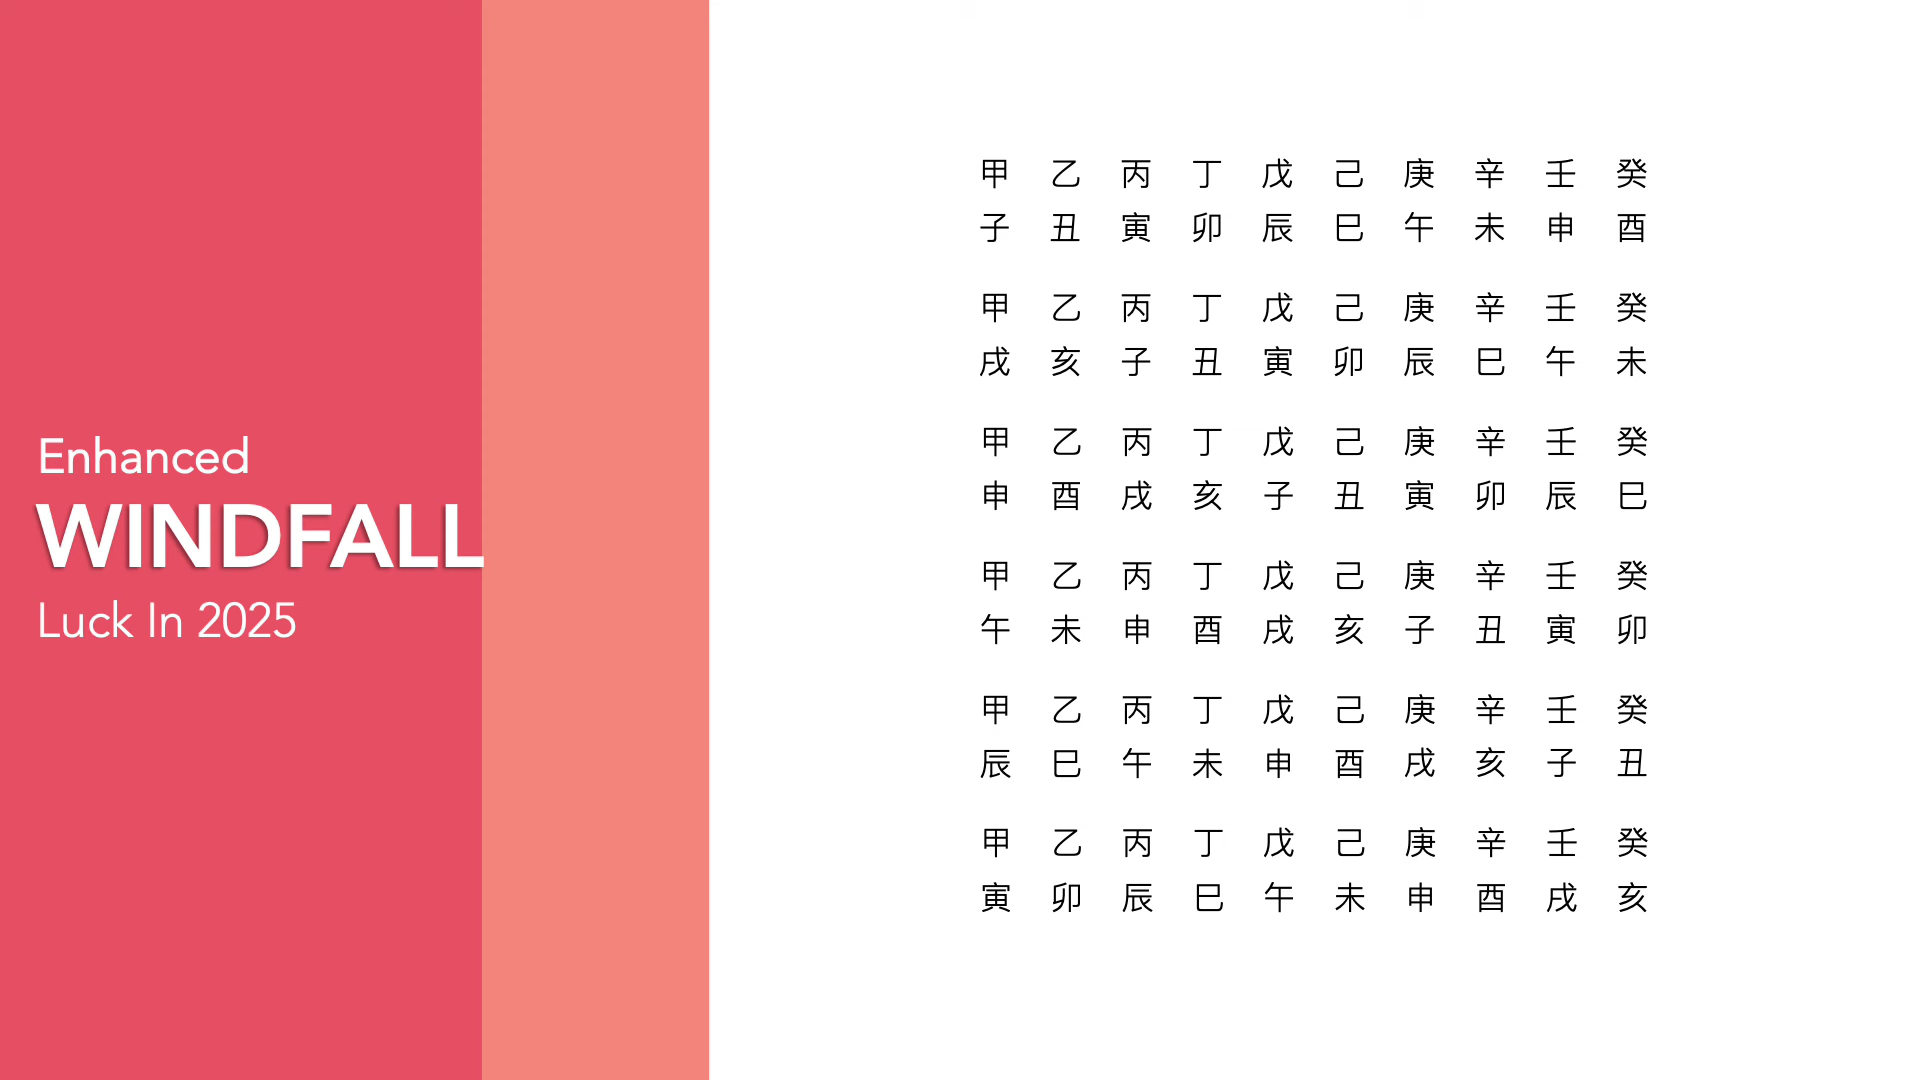 Enhanced
WINDFALL
Luck In 2025
甲 乙 丙 丁 戊 己 庚 辛 壬 癸
子 丑 寅 卯 辰 巳 午 未 申 酉
甲 乙 丙 丁 戊 己 庚 辛 壬 癸
戌 亥 子 丑 寅 卯 辰 巳 午 未
甲 乙 丙 丁 戊 己 庚 辛 壬 癸
申 酉 戌 亥 子 丑 寅 卯 辰 巳
甲 乙 丙 丁 戊 己 庚 辛 壬 癸
午 未 申 酉 戌 亥 子 丑 寅 卯
甲 乙 丙 丁 戊 己 庚 辛 壬 癸
辰 巳 午 未 申 酉 戌 亥 子 丑
甲 乙 丙 丁 戊 己 庚 辛 壬 癸
寅 卯 辰 巳 午 未 申 酉 戌 亥